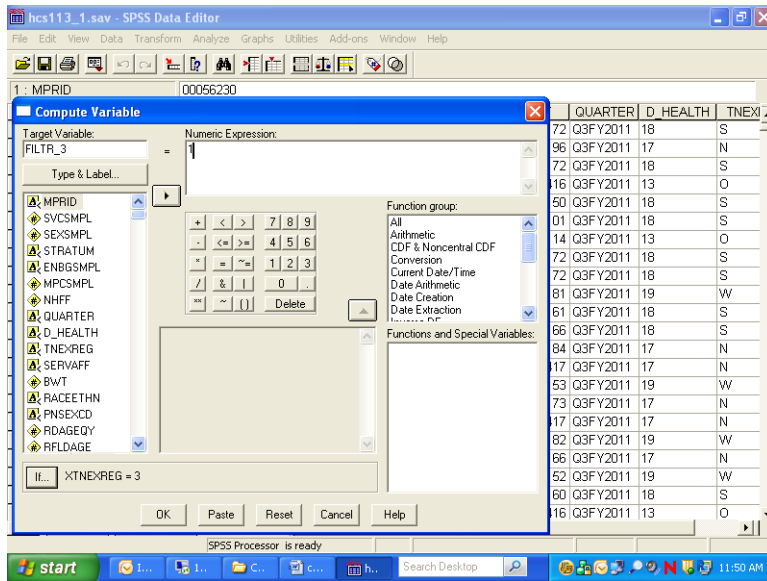 hcs113_1.sav - SPSS Data Editor
File Edit View Data Transform Analyze Graphs Utilities Add-ons Window Help
1 : MPRID 00056230
Compute Variable
Target Variable:
FILTR_3
=
Numeric Expression:
1
Type & Label...
MPRID
SVCSMPL
SEXSMPL
STRATUM
ENBGSMPL
MPCSMPL
NHFF
QUARTER
D_HEALTH
TNEXREG
SERVAFF
BWT
RACEETHN
PNSEXCD
RDAGEQY
RFLDAGE
+ < > 7 8 9
- <= >= 4 5 6
* = ~= 1 2 3
/ & | 0 .
** ~ () Delete
Function group:
All
Arithmetic
CDF & Noncentral CDF
Conversion
Current Date/Time
Date Arithmetic
Date Creation
Date Extraction
Functions and Special Variables:
If... XTNEXREG = 3
OK Paste Reset Cancel Help
QUARTER D_HEALTH TNEXR
72 Q3FY2011 18 S
96 Q3FY2011 17 N
72 Q3FY2011 18 S
416 Q3FY2011 13 O
50 Q3FY2011 18 S
01 Q3FY2011 18 S
14 Q3FY2011 13 O
72 Q3FY2011 18 S
72 Q3FY2011 18 S
81 Q3FY2011 19 W
61 Q3FY2011 18 S
66 Q3FY2011 18 S
84 Q3FY2011 17 N
417 Q3FY2011 17 N
53 Q3FY2011 19 W
73 Q3FY2011 17 N
417 Q3FY2011 17 N
82 Q3FY2011 19 W
66 Q3FY2011 17 N
52 Q3FY2011 19 W
60 Q3FY2011 18 S
416 Q3FY2011 13 O
SPSS Processor is ready
start I... 1... C... c... h... Search Desktop 11:50 AM